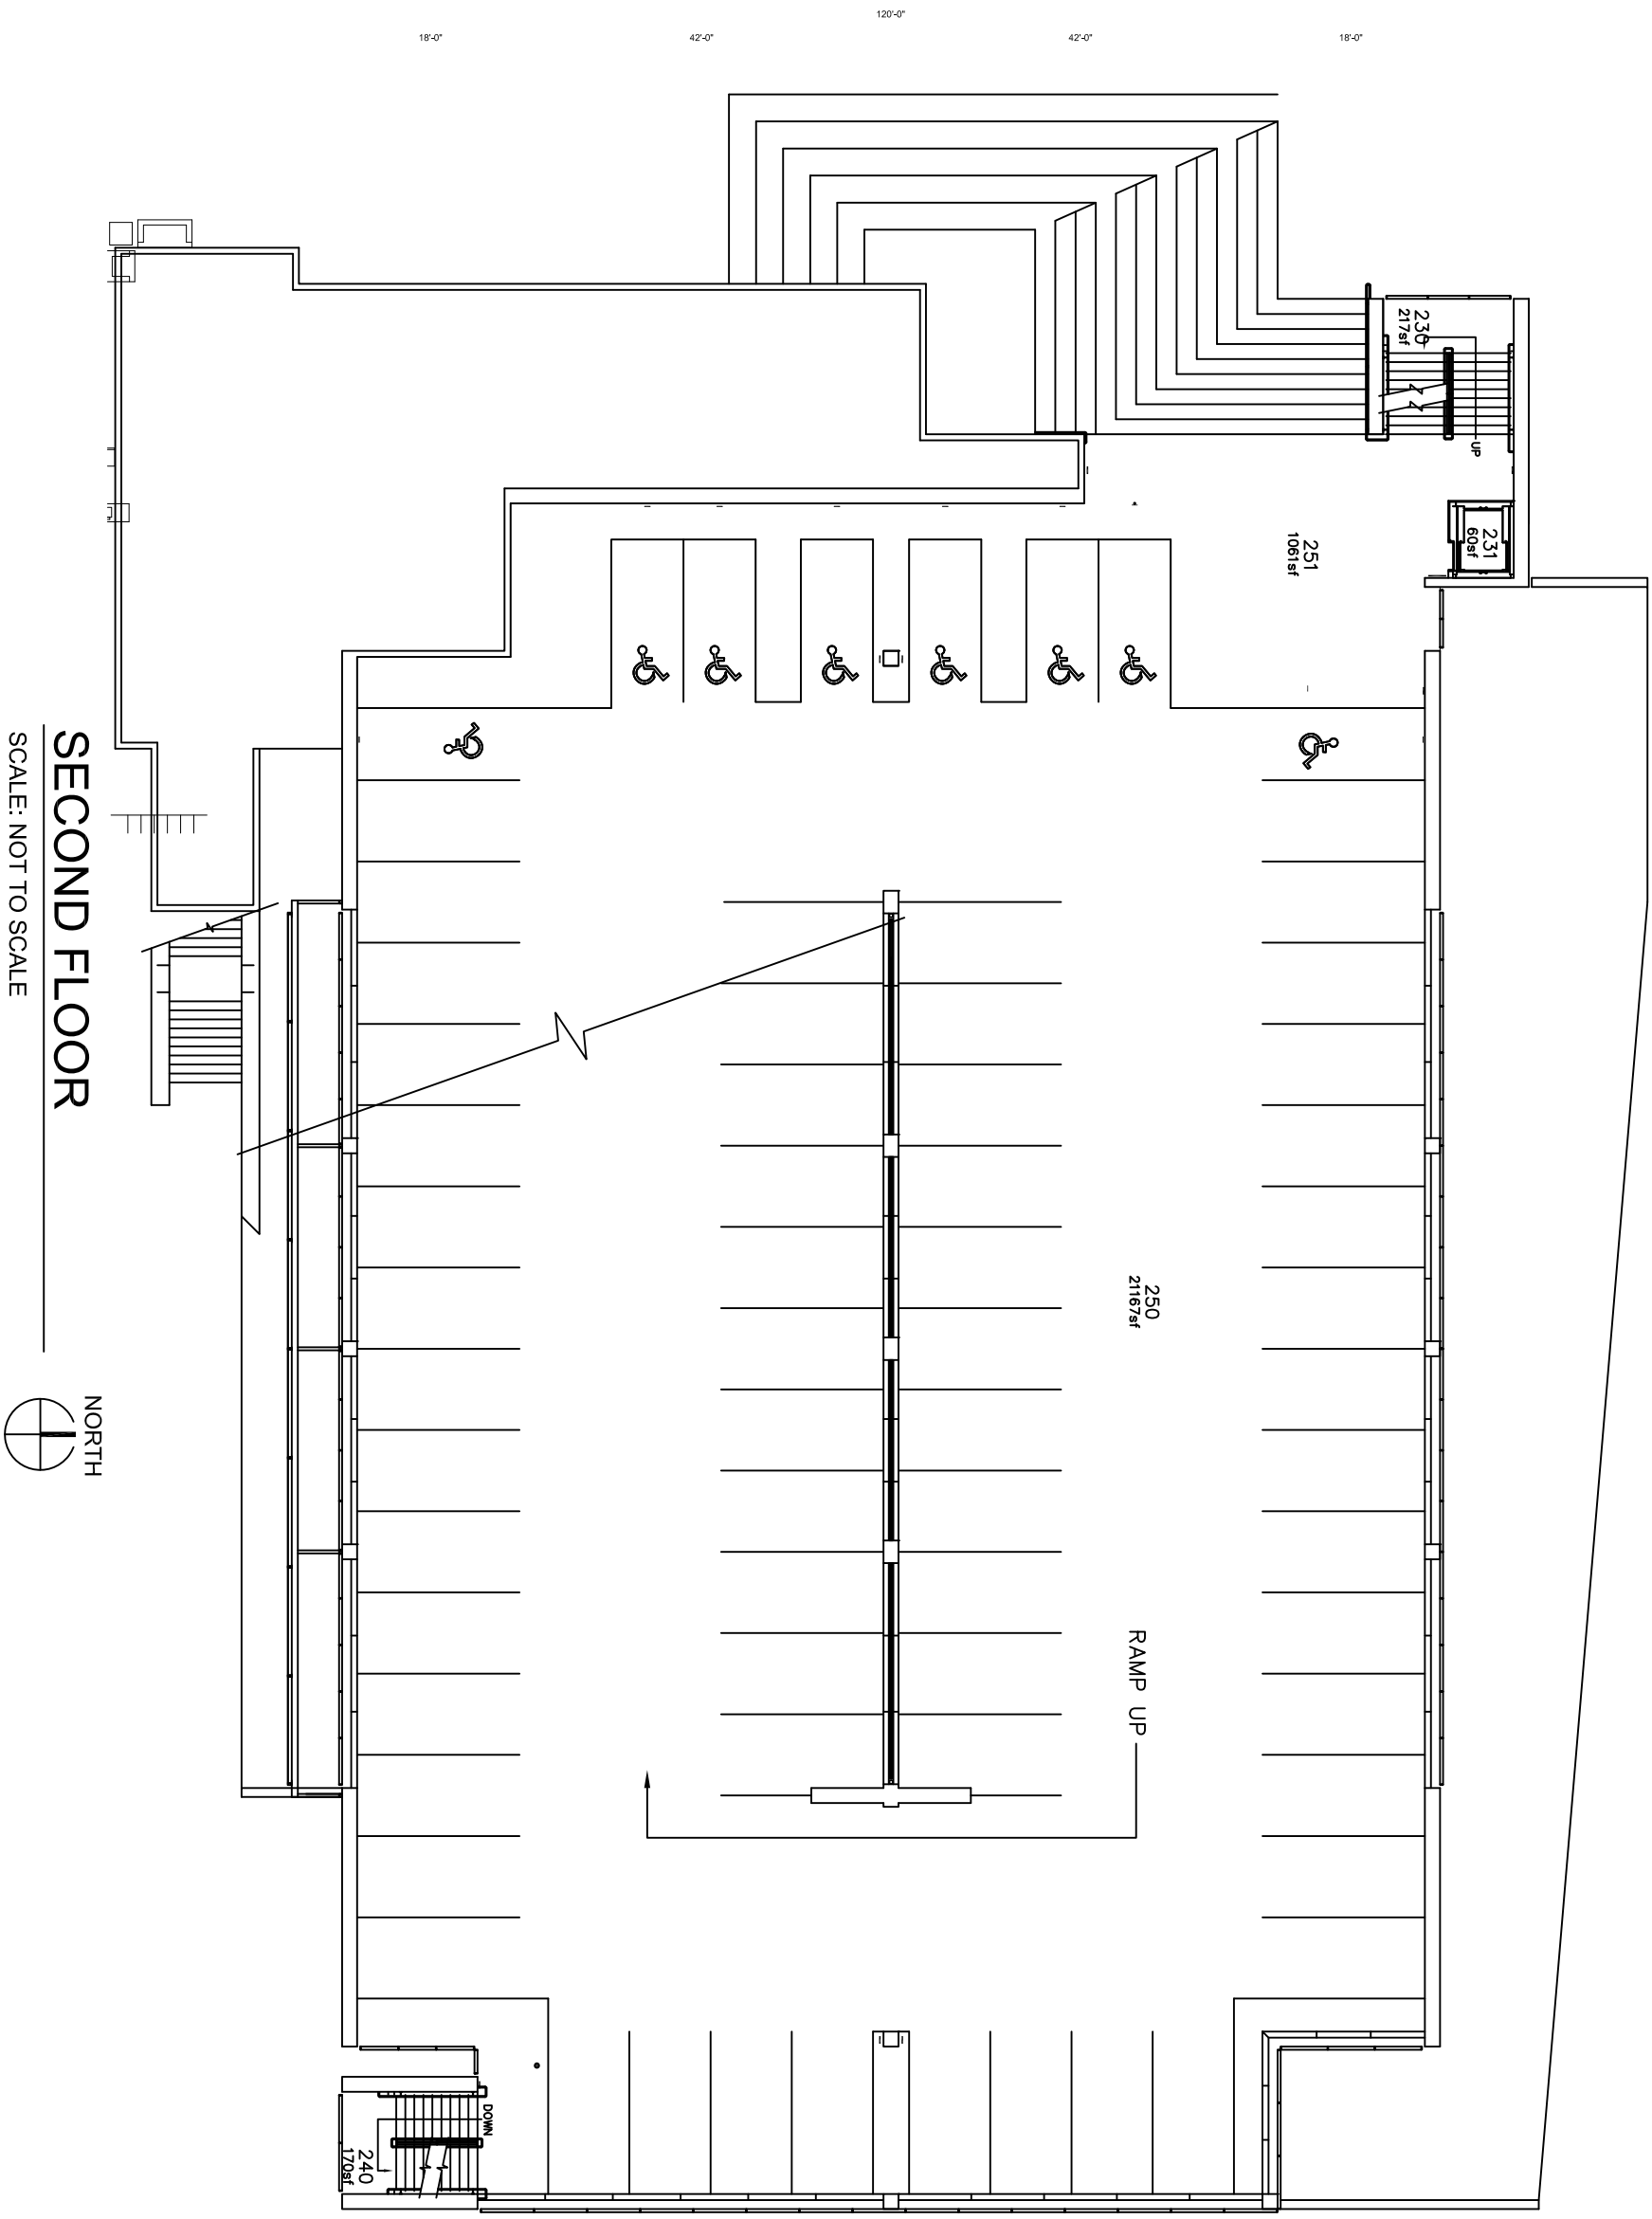 120'-0"
18'-0"
42'-0"
42'-0"
18'-0"
230
217sf
UP
231
60sf
251
1061sf
250
21167sf
RAMP UP
DOWN
240
170sf
SECOND FLOOR
SCALE: NOT TO SCALE
NORTH